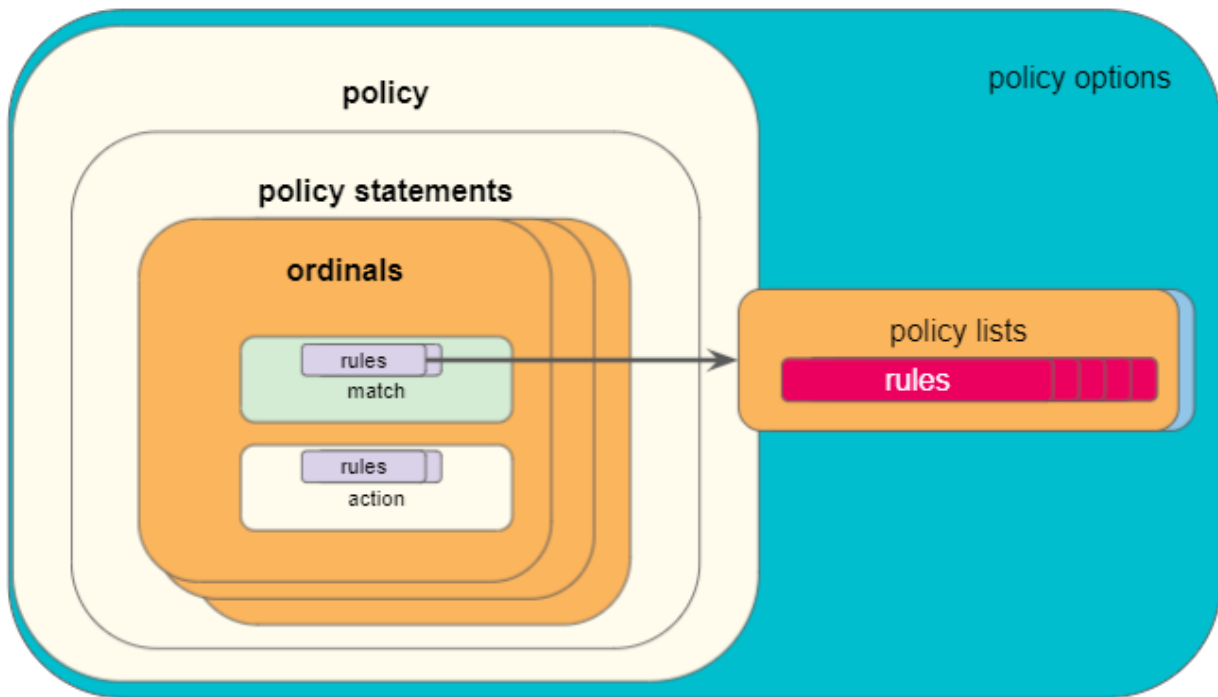 policy options
policy
policy statements
ordinals
rules
match
rules
action
policy lists
rules